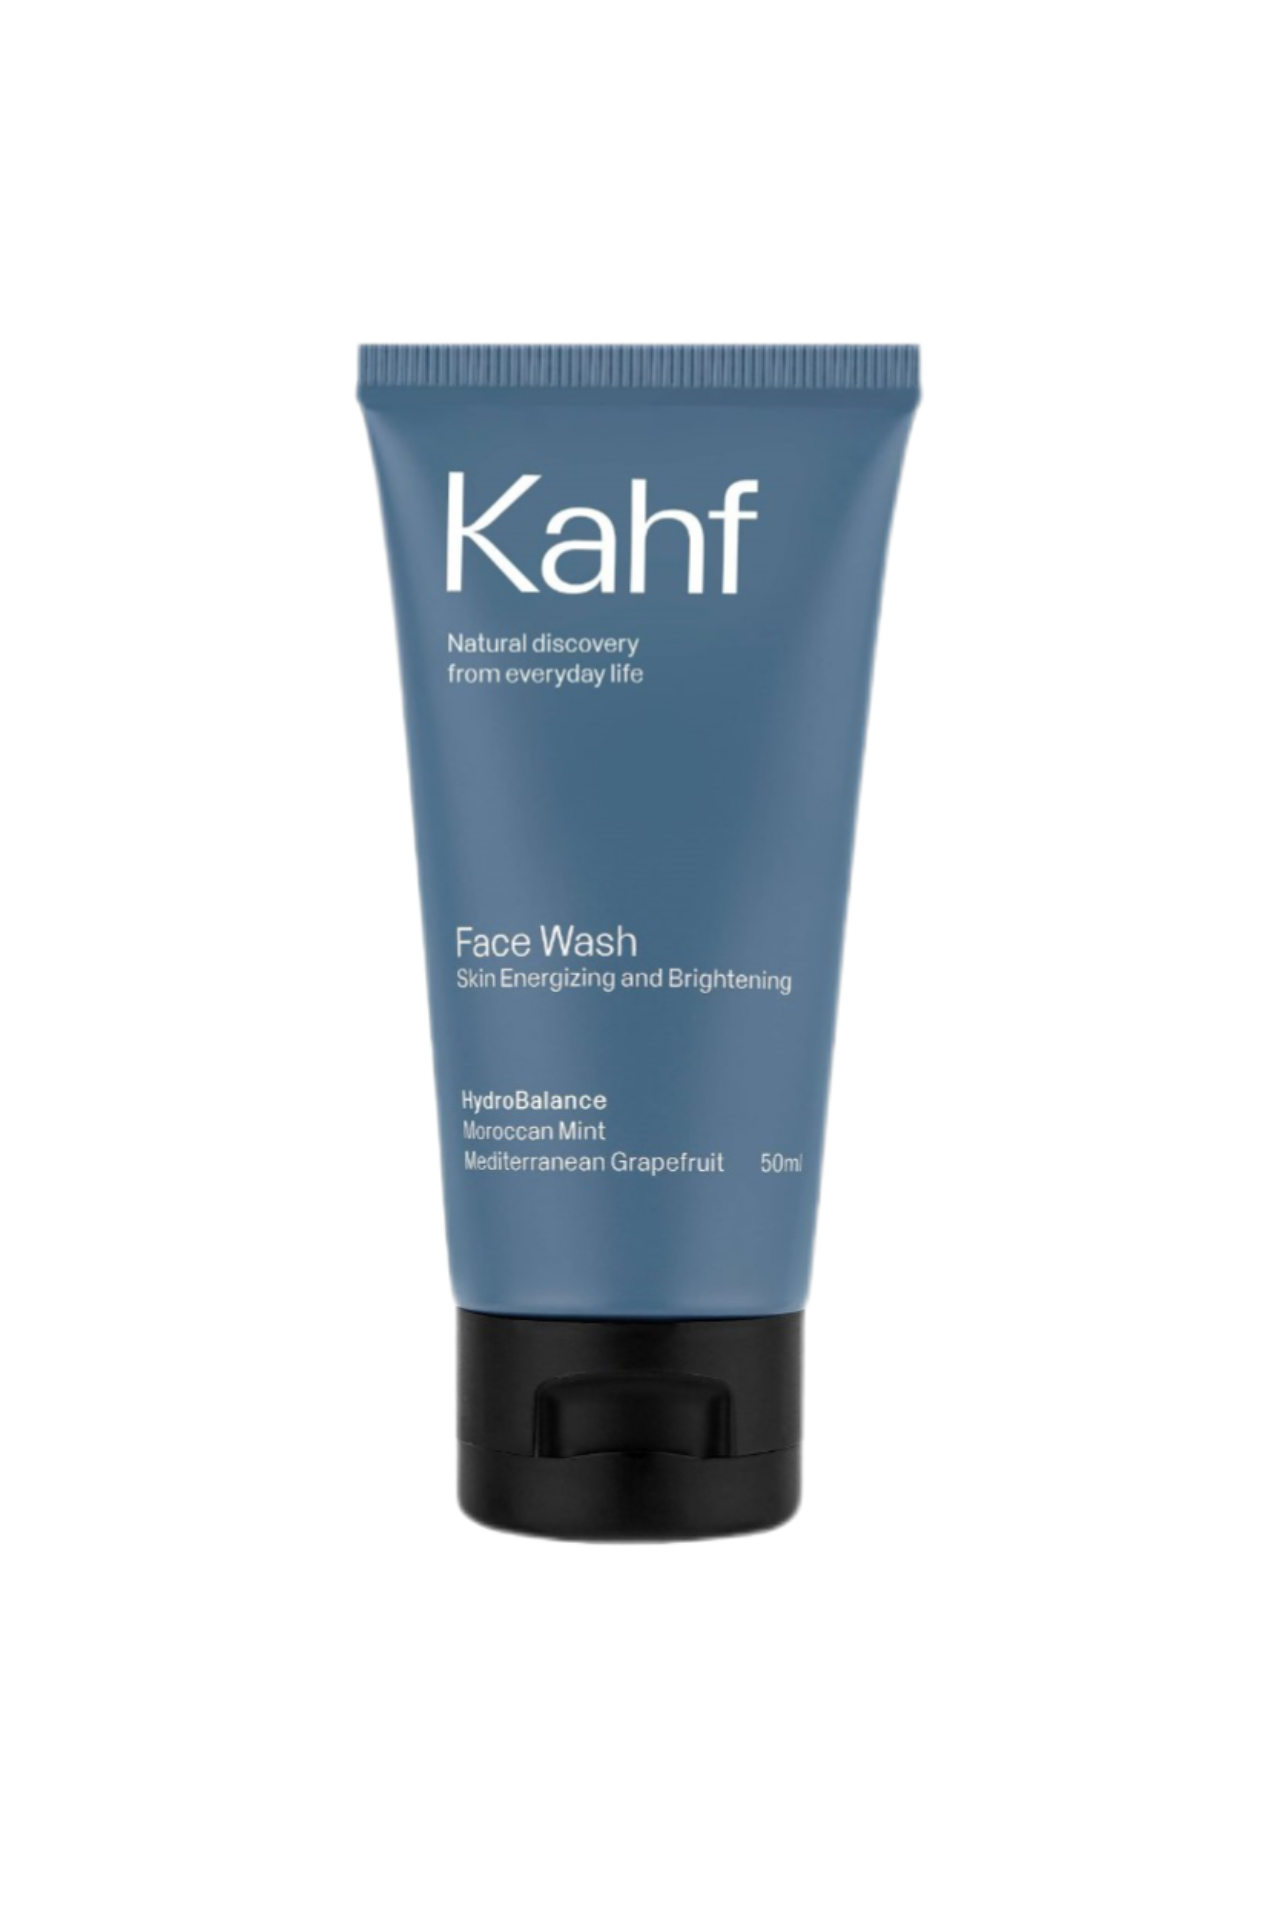 Kahf
Natural discovery
from everyday life
Face Wash
Skin Energizing and Brightening
HydroBalance
Moroccan Mint
Mediterranean Grapefruit 50ml